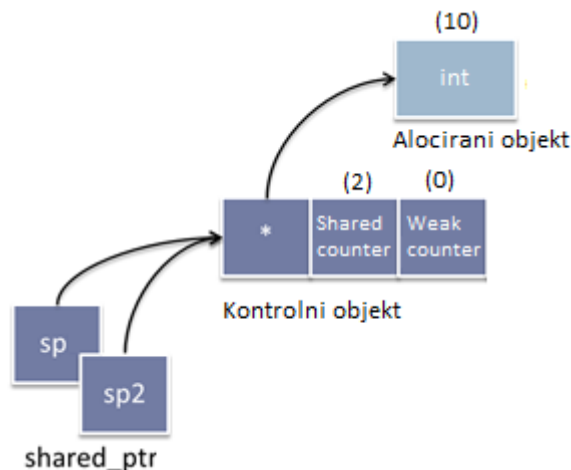 (10)
int
Alocirani objekt
(2) (0)
* Shared counter Weak counter
Kontrolni objekt
sp
sp2
shared_ptr